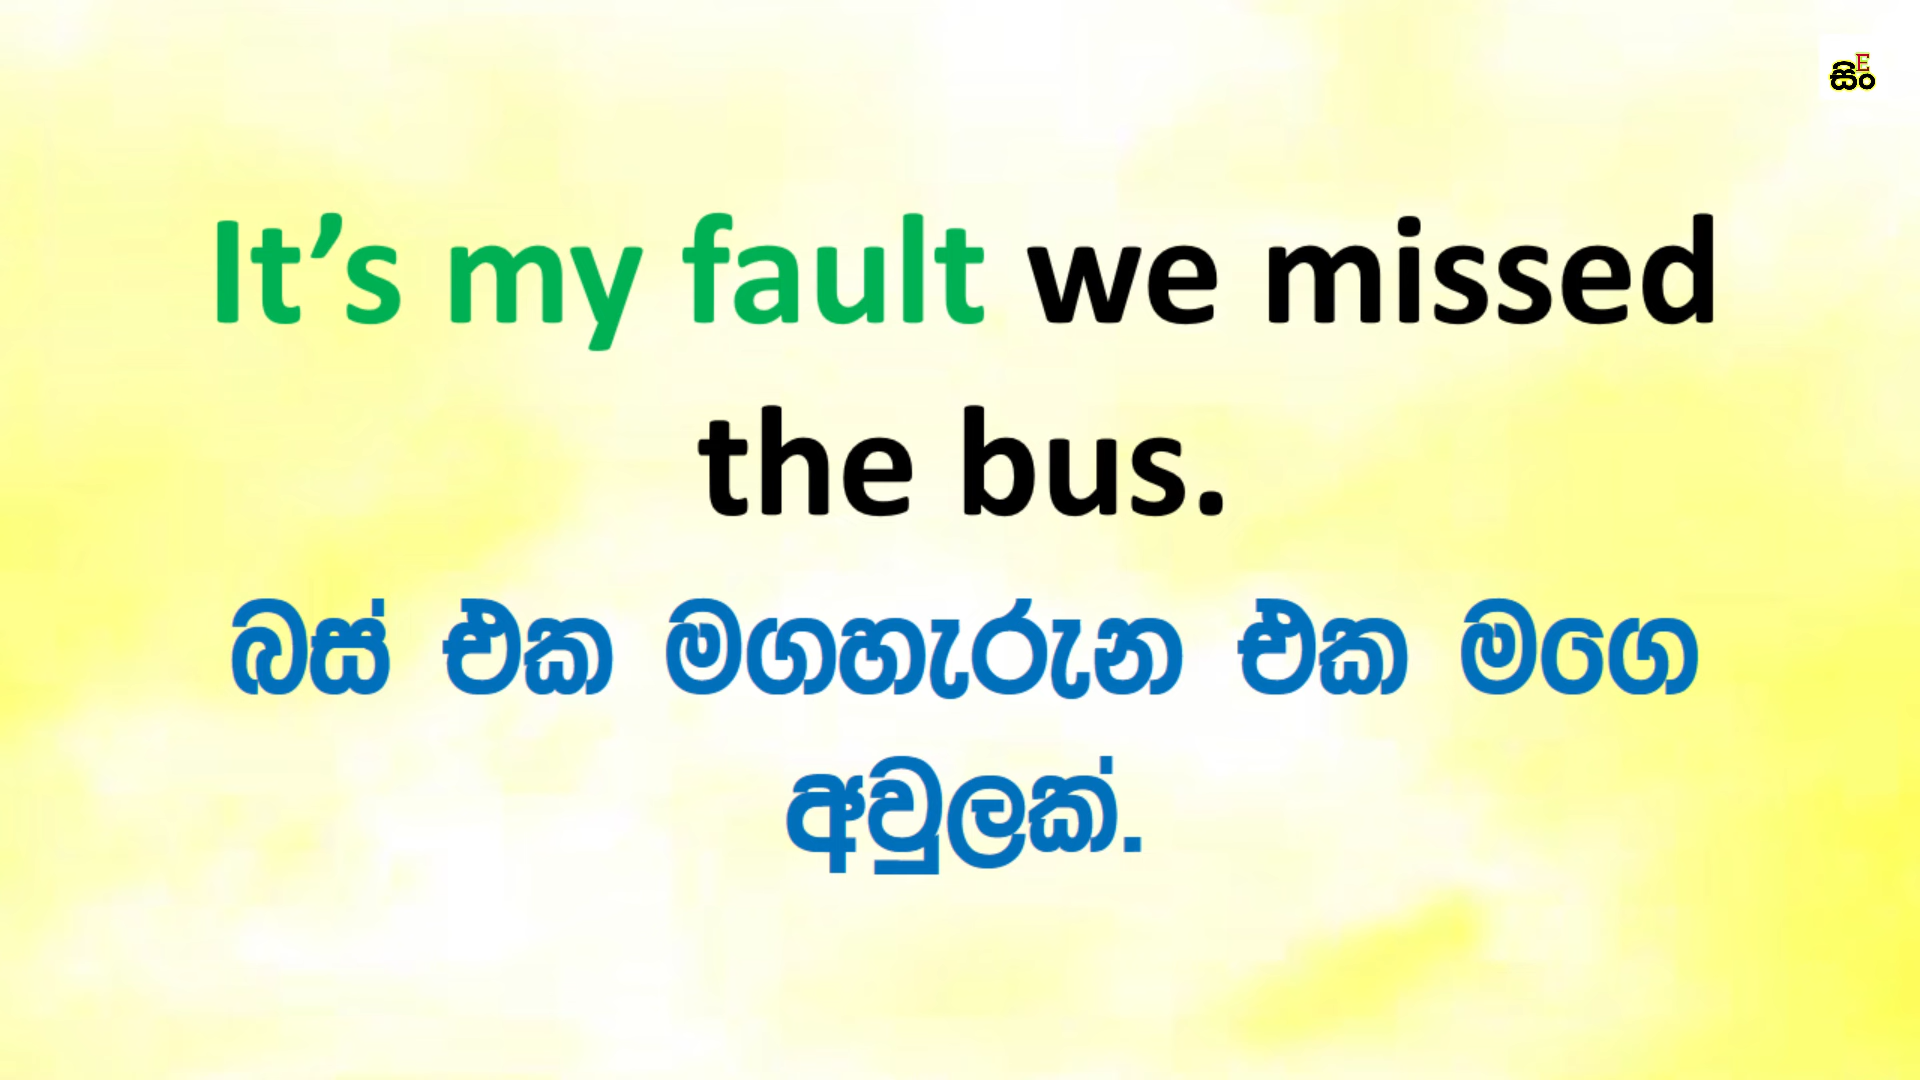 සිංE
It’s my fault we missed
the bus.
බස් එක මගහැරුන එක මගෙ
අවුලක්.